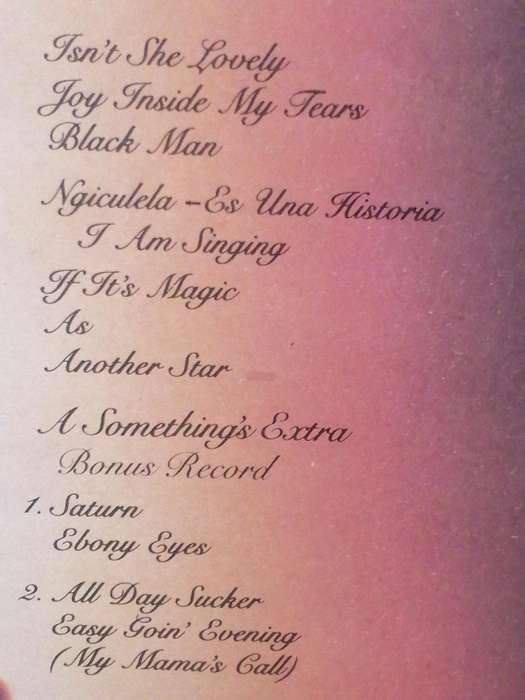 Isn't She Lovely
Joy Inside My Tears
Black Man
Ngiculela – Es Una Historia
I Am Singing
If It's Magic
As
Another Star
A Something's Extra
Bonus Record
1. Saturn
Ebony Eyes
2. All Day Sucker
Easy Goin' Evening
(My Mama's Call)